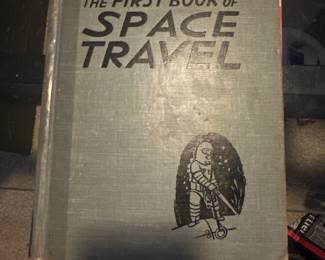 THE FIRST BOOK OF
SPACE
TRAVEL